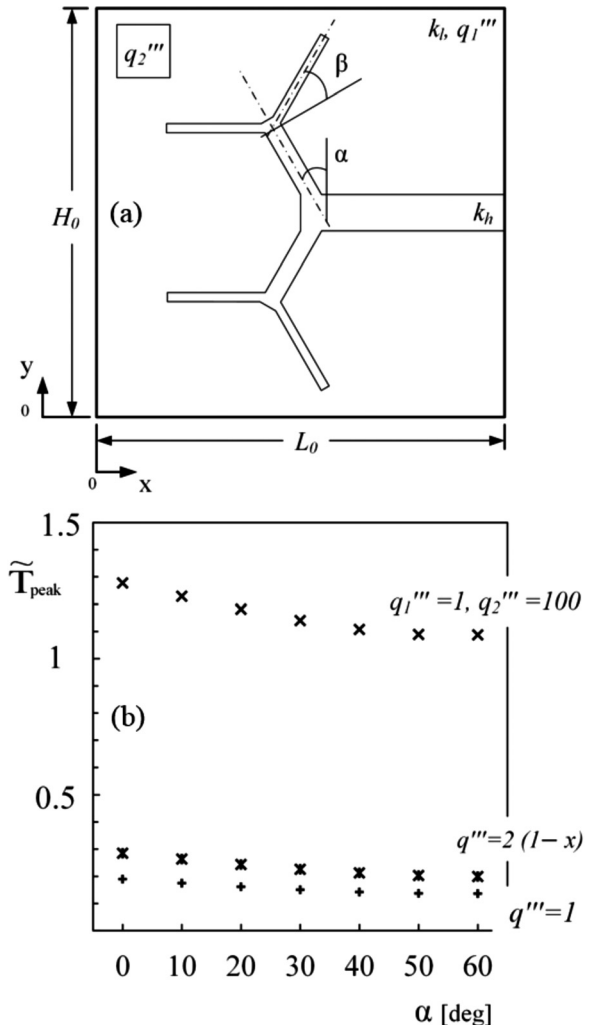 q₂′′′
kₗ, q₁′′′
β
α
H₀
(a)
kₕ
y
0
L₀
0
x
1.5
T̃peak
q₁′′′=1, q₂′′′=100
1
(b)
0.5
q′′′=2 (1− x)
q′′′=1
0 10 20 30 40 50 60
α [deg]